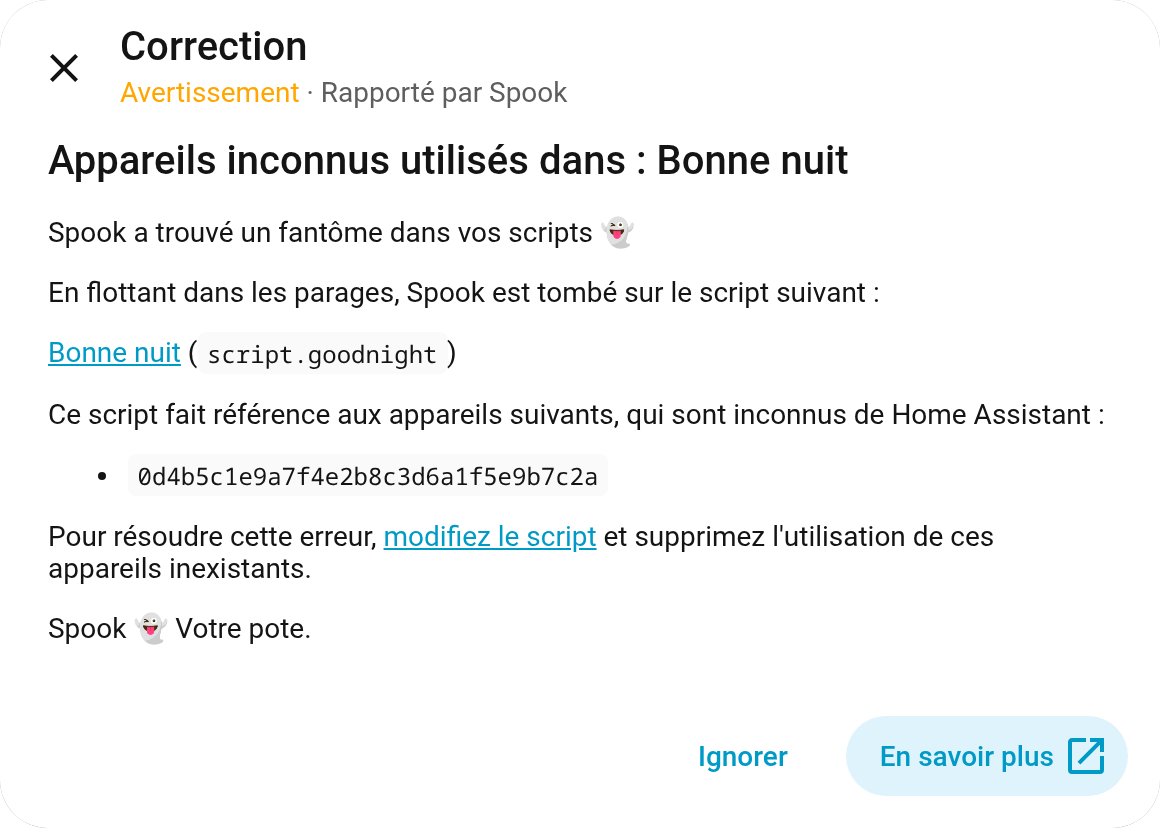 Correction
Avertissement · Rapporté par Spook
Appareils inconnus utilisés dans : Bonne nuit
Spook a trouvé un fantôme dans vos scripts 👻
En flottant dans les parages, Spook est tombé sur le script suivant :
Bonne nuit (script.goodnight)
Ce script fait référence aux appareils suivants, qui sont inconnus de Home Assistant :
• 0d4b5c1e9a7f4e2b8c3d6a1f5e9b7c2a
Pour résoudre cette erreur, modifiez le script et supprimez l'utilisation de ces
appareils inexistants.
Spook 👻 Votre pote.
Ignorer
En savoir plus